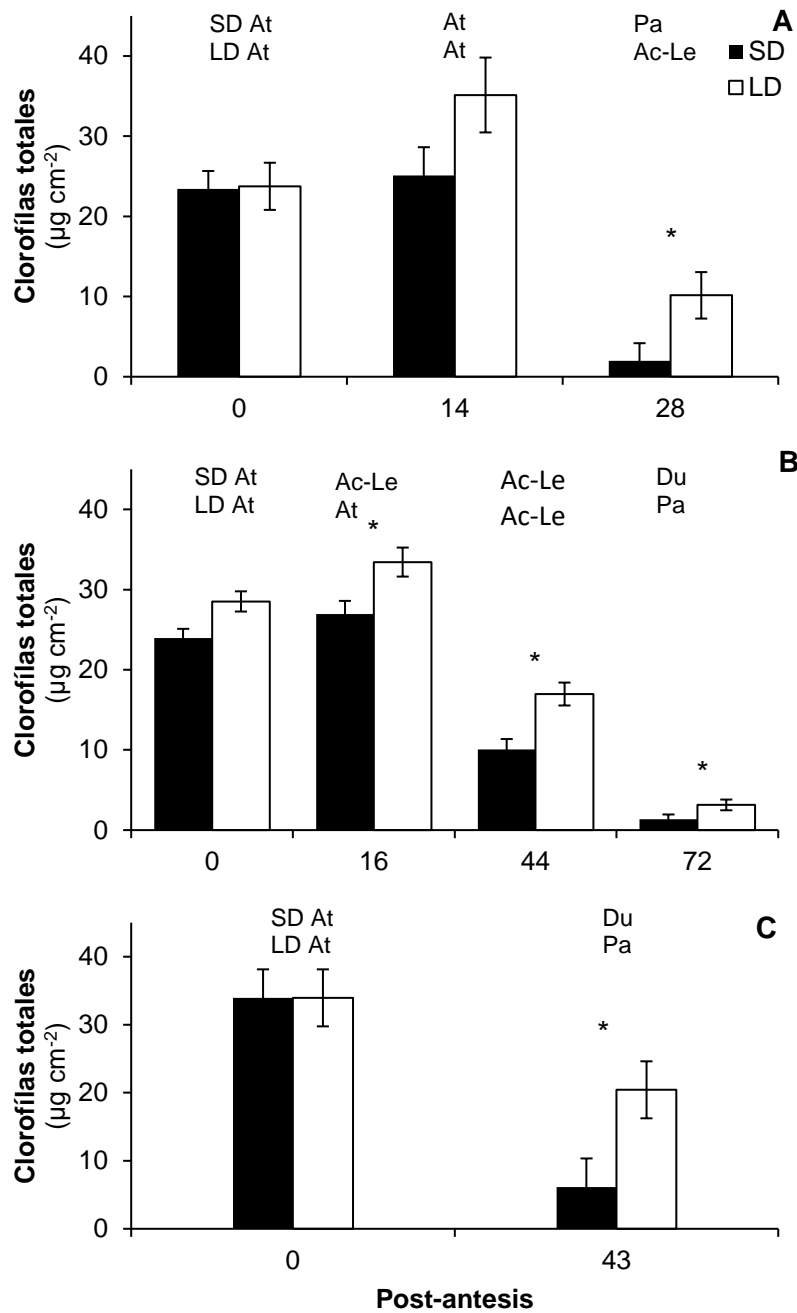 SD At
LD At
At
At
Pa
Ac-Le
A
SD
LD
Clorofílas totales
(µg cm-2)
40
30
20
10
0
0 14 28
*
B
SD At
LD At
Ac-Le
At
Ac-Le
Ac-Le
Du
Pa
Clorofílas totales
(µg cm-2)
40
30
20
10
0
*
*
*
0 16 44 72
C
SD At
LD At
Du
Pa
Clorofílas totales
(µg cm-2)
40
30
20
10
0
*
0 43
Post-antesis